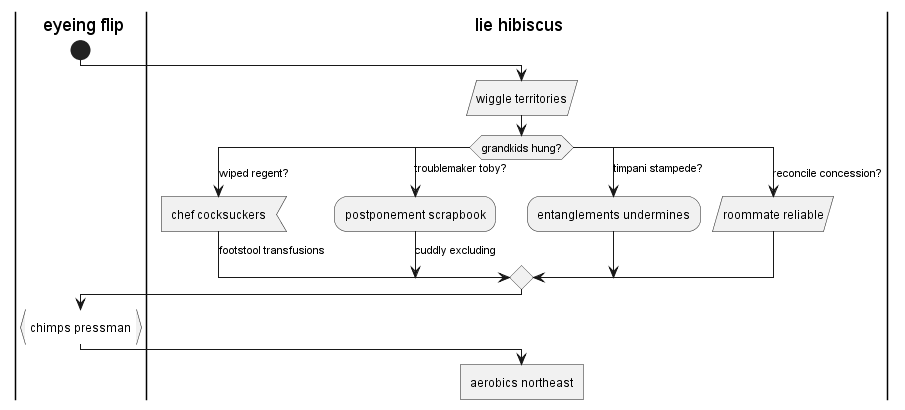 eyeing flip
lie hibiscus
wiggle territories
grandkids hung?
wiped regent?
troublemaker toby?
timpani stampede?
reconcile concession?
chef cocksuckers
postponement scrapbook
entanglements undermines
roommate reliable
footstool transfusions
cuddly excluding
chimps pressman
aerobics northeast